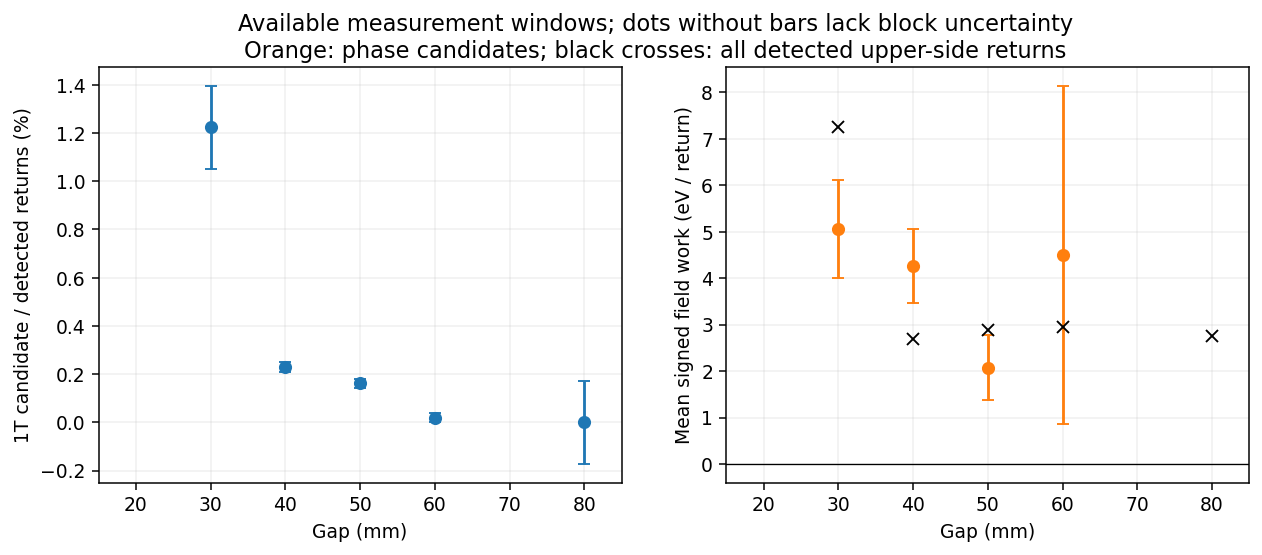 Available measurement windows; dots without bars lack block uncertainty
Orange: phase candidates; black crosses: all detected upper-side returns
1T candidate / detected returns (%)
1.4
1.2
1.0
0.8
0.6
0.4
0.2
0.0
−0.2
20 30 40 50 60 70 80
Gap (mm)
Mean signed field work (eV / return)
8
7
6
5
4
3
2
1
0
20 30 40 50 60 70 80
Gap (mm)